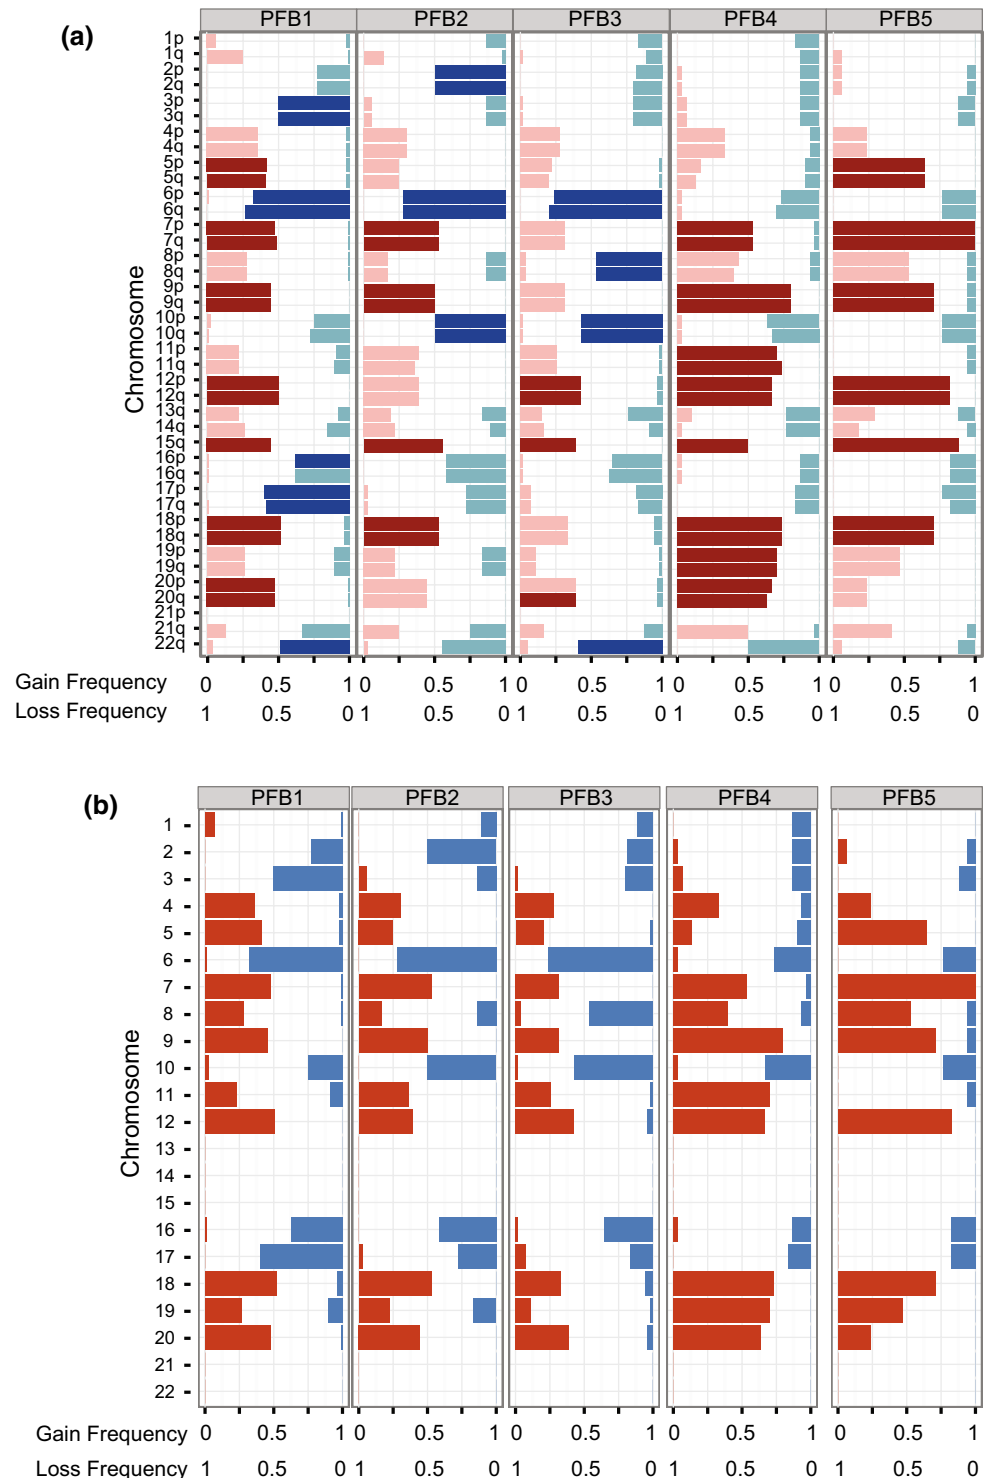 (a)
PFB1 PFB2 PFB3 PFB4 PFB5
Chromosome
1p
1q
2p
2q
3p
3q
4p
4q
5p
5q
6p
6q
7p
7q
8p
8q
9p
9q
10p
10q
11p
11q
12p
12q
13q
14q
15q
16p
16q
17p
17q
18p
18q
19p
19q
20p
20q
21p
21q
22q
Gain Frequency 0 0.5 1 0 0.5 1 0 0.5 1 0 0.5 1 0 0.5 1
Loss Frequency 1 0.5 0 1 0.5 0 1 0.5 0 1 0.5 0 1 0.5 0
(b)
PFB1 PFB2 PFB3 PFB4 PFB5
Chromosome
1
2
3
4
5
6
7
8
9
10
11
12
13
14
15
16
17
18
19
20
21
22
Gain Frequency 0 0.5 1 0 0.5 1 0 0.5 1 0 0.5 1 0 0.5 1
Loss Frequency 1 0.5 0 1 0.5 0 1 0.5 0 1 0.5 0 1 0.5 0